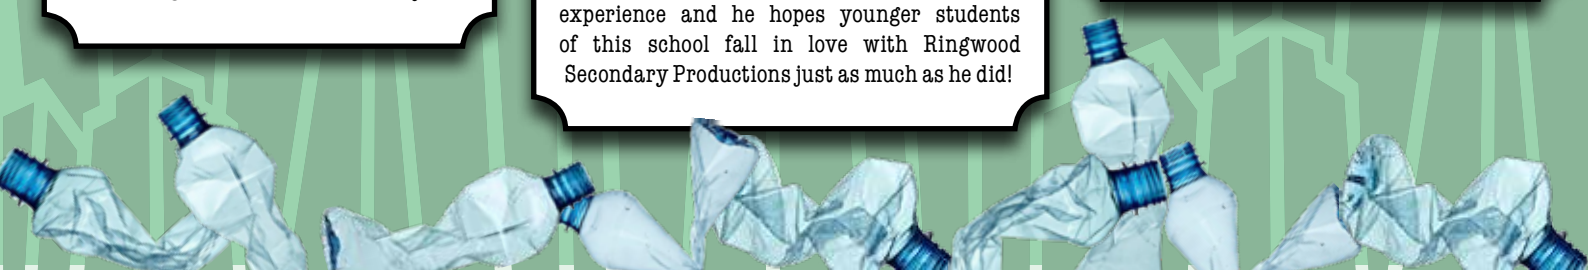 experience and he hopes younger students
of this school fall in love with Ringwood
Secondary Productions just as much as he did!